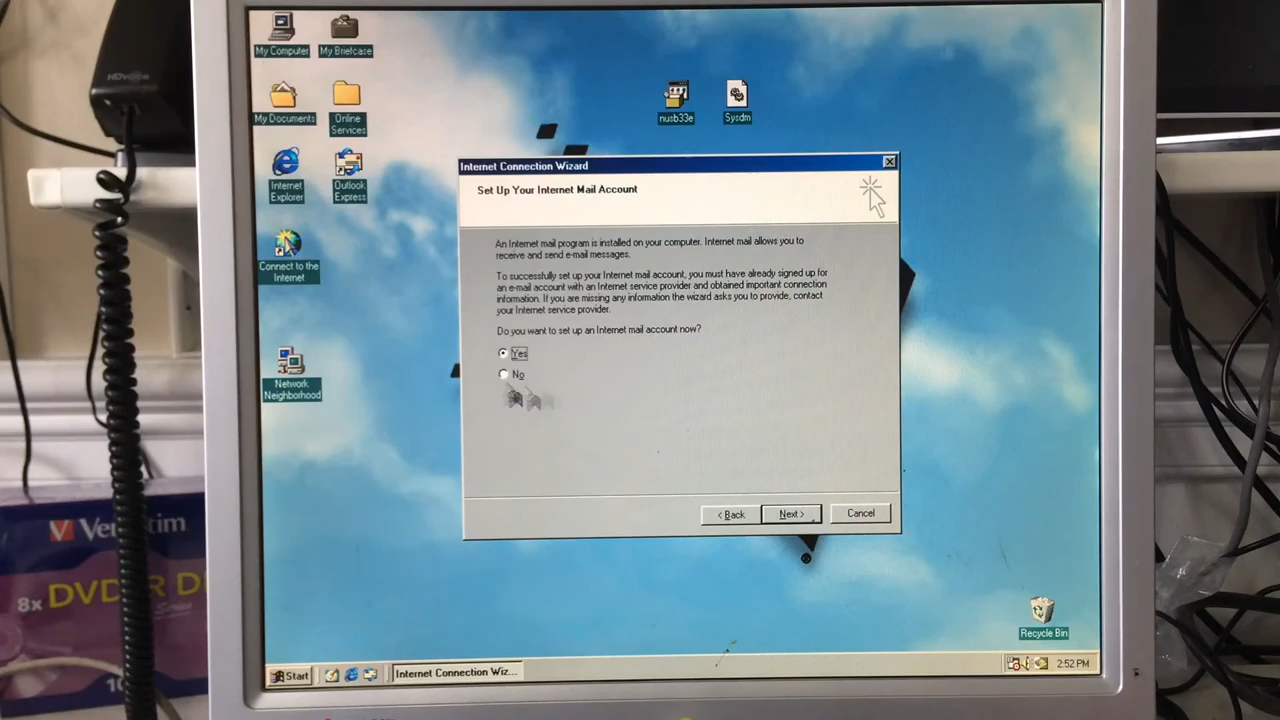 HDvoice
My Computer
My Briefcase
My Documents
Online
Services
Internet
Explorer
Outlook
Express
Connect to the
Internet
Network
Neighborhood
nusb33e
Sysdm
Internet Connection Wizard
Set Up Your Internet Mail Account
An Internet mail program is installed on your computer. Internet mail allows you to
receive and send e-mail messages.
To successfully set up your Internet mail account, you must have already signed up for
an e-mail account with an Internet service provider and obtained important connection
information. If you are missing any information the wizard asks you to provide, contact
your Internet service provider.
Do you want to set up an Internet mail account now?
Yes
No
< Back
Next >
Cancel
Recycle Bin
Start
Internet Connection Wiz...
2:52 PM
Verbatim
8x DVD
Series